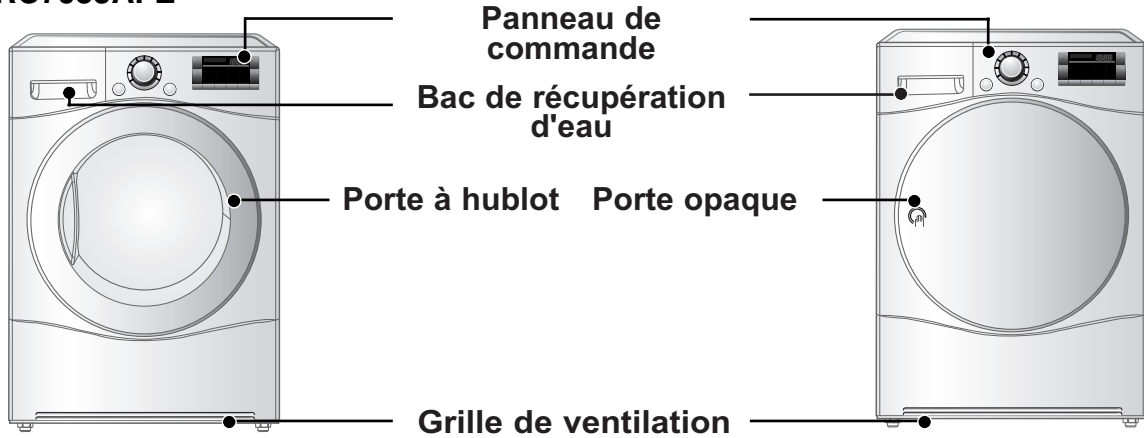 Panneau de
commande
Bac de récupération
d'eau
Porte à hublot Porte opaque
Grille de ventilation